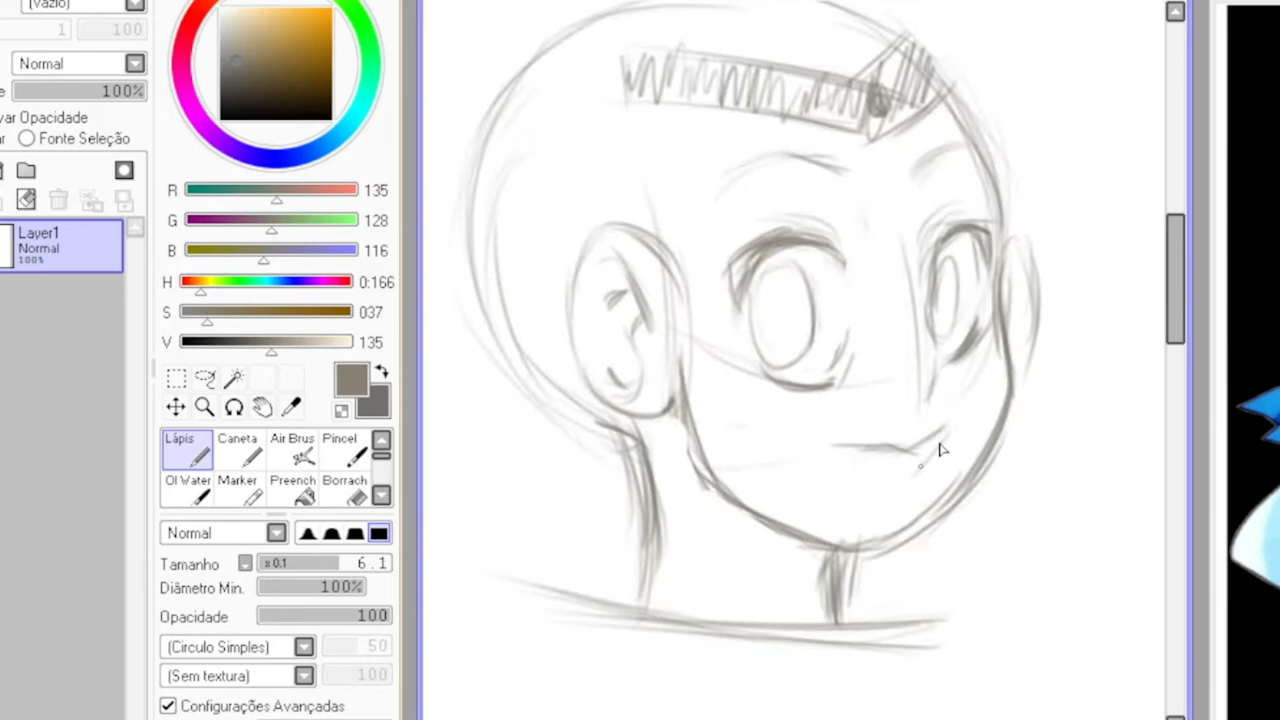 (vazio)
1 100
Normal
100%
var Opacidade
Fonte Seleção
Layer1
Normal
100%
R 135
G 128
B 116
H 0:166
S 037
V 135
Lápis Caneta Air Brus Pincel
Ol Water Marker Preench Borrach
Normal
Tamanho x 0.1 6.1
Diâmetro Min. 100%
Opacidade 100
(Circulo Simples) 50
(Sem textura) 100
Configurações Avançadas